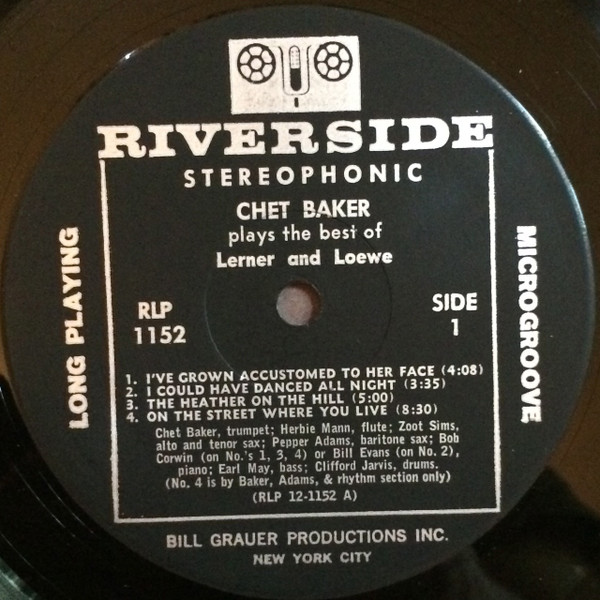 RIVERSIDE
STEREOPHONIC
CHET BAKER
plays the best of
Lerner and Loewe
LONG PLAYING
MICROGROOVE
RLP
1152
SIDE
1
1. I'VE GROWN ACCUSTOMED TO HER FACE (4:08)
2. I COULD HAVE DANCED ALL NIGHT (3:35)
3. THE HEATHER ON THE HILL (5:00)
4. ON THE STREET WHERE YOU LIVE (8:30)
Chet Baker, trumpet; Herbie Mann, flute; Zoot Sims,
alto and tenor sax; Pepper Adams, baritone sax; Bob
Corwin (on No.'s 1, 3, 4) or Bill Evans (on No. 2),
piano; Earl May, bass; Clifford Jarvis, drums.
(No. 4 is by Baker, Adams, & rhythm section only)
(RLP 12-1152 A)
BILL GRAUER PRODUCTIONS INC.
NEW YORK CITY